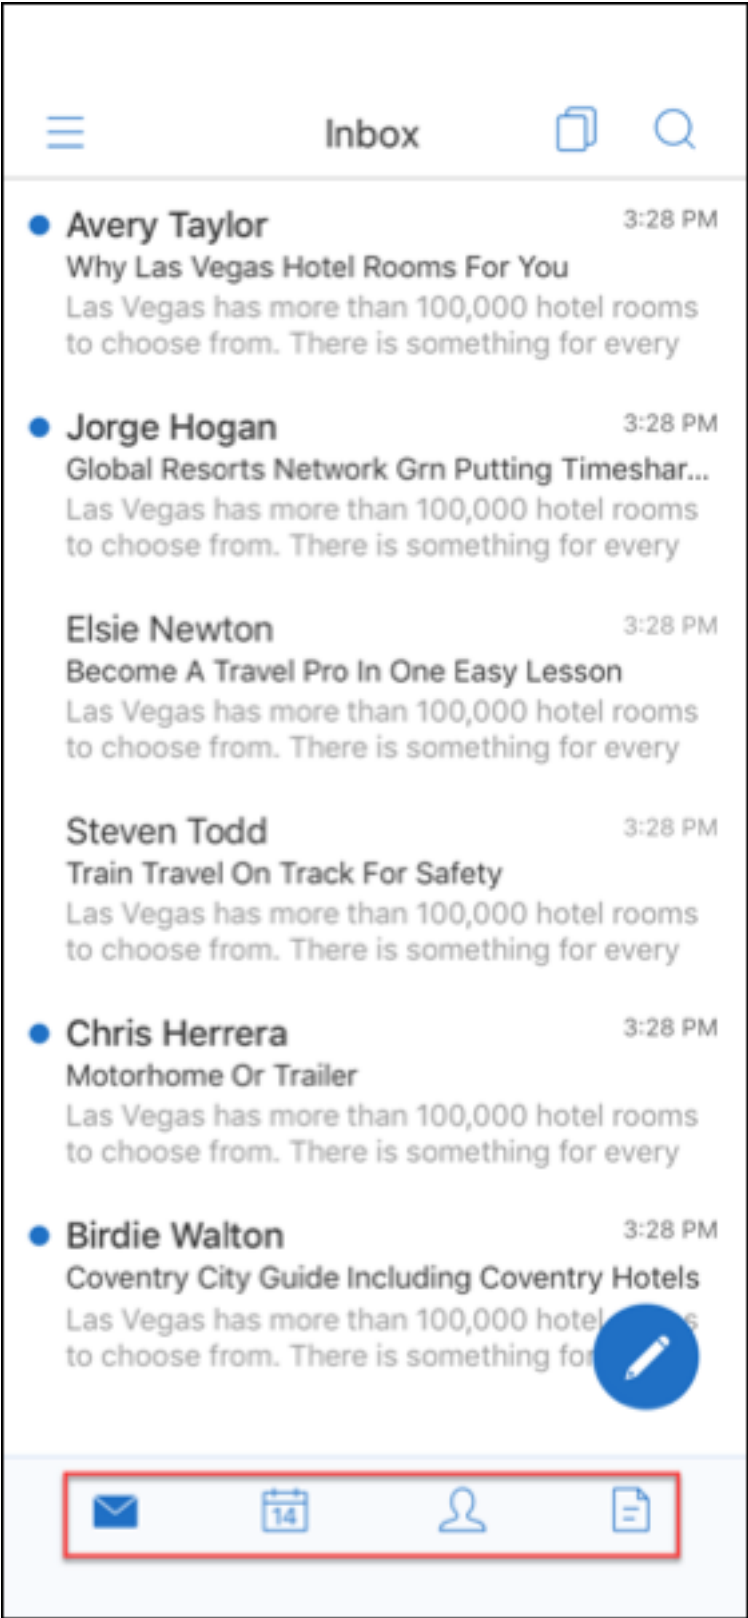 Inbox
Avery Taylor 3:28 PM
Why Las Vegas Hotel Rooms For You
Las Vegas has more than 100,000 hotel rooms
to choose from. There is something for every
Jorge Hogan 3:28 PM
Global Resorts Network Grn Putting Timeshar...
Las Vegas has more than 100,000 hotel rooms
to choose from. There is something for every
Elsie Newton 3:28 PM
Become A Travel Pro In One Easy Lesson
Las Vegas has more than 100,000 hotel rooms
to choose from. There is something for every
Steven Todd 3:28 PM
Train Travel On Track For Safety
Las Vegas has more than 100,000 hotel rooms
to choose from. There is something for every
Chris Herrera 3:28 PM
Motorhome Or Trailer
Las Vegas has more than 100,000 hotel rooms
to choose from. There is something for every
Birdie Walton 3:28 PM
Coventry City Guide Including Coventry Hotels
Las Vegas has more than 100,000 hotel
to choose from. There is something for
14